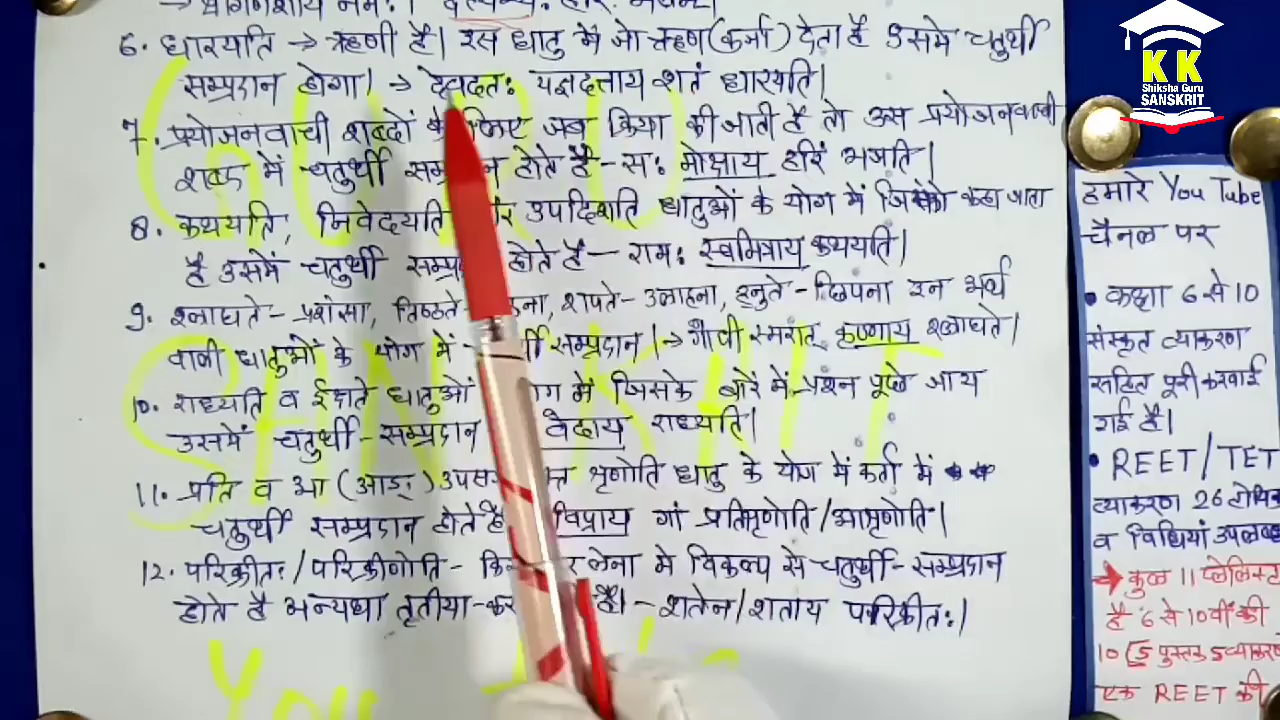 6. धारयति → ऋणी है। इस धातु में जो ऋण(कर्जा) देता है उसमें चतुर्थी
सम्प्रदान होगा। → देवदतः यज्ञदत्ताय शतं धारयति।
7. प्रयोजनवाची शब्दों के लिए जब क्रिया की जाती है तो उस प्रयोजनवाची
शब्द में चतुर्थी होते है - सः मोक्षाय हरिं भजति।
8. कथयति, निवेदयति उपदिशति धातुओं के योग में जिसको कहा जाता
है उसमें चतुर्थी होते है - रामः स्वमित्राय कथयति।
9. श्लाघते - प्रशंसा, तिष्ठते शपते - उलाहना, ह्नुते - छिपना इन अर्थ
वाली धातुओं के योग में - सम्प्रदान। → गोपी स्मरात् कृष्णाय श्लाघते।
10. राध्यति व ईक्षते धातुओं में जिसके बारे में प्रश्न पूछे जाय
उसमें चतुर्थी - सम्प्रदान वेदाय राध्यति।
11. प्रति व आ (आङ्) श्रृणोति धातु के योग में कर्ता में
चतुर्थी सम्प्रदान होते है विप्राय गां प्रतिश्रृणोति/आश्रृणोति।
12. परिक्रीतः/परिक्रीणोति - लेना मे विकल्प से चतुर्थी - सम्प्रदान
होते है अन्यथा तृतीया - है। - शतेन/शताय परिक्रीतः।
GURU
SANSKRIT
You
KK
Shiksha Guru
SANSKRIT
हमारे You Tube
चैनल पर
• कक्षा 6 से 10
संस्कृत व्याकरण
सहित पूरी करवाई
गई है।
• REET/TET
व्याकरण 26 टोपिक
व विधियां उपलब्ध
→ कुल 11 प्लेलिस्ट
है 6 से 10वीं की
10 (5 पुस्तक 5 व्याकरण
एक REET की